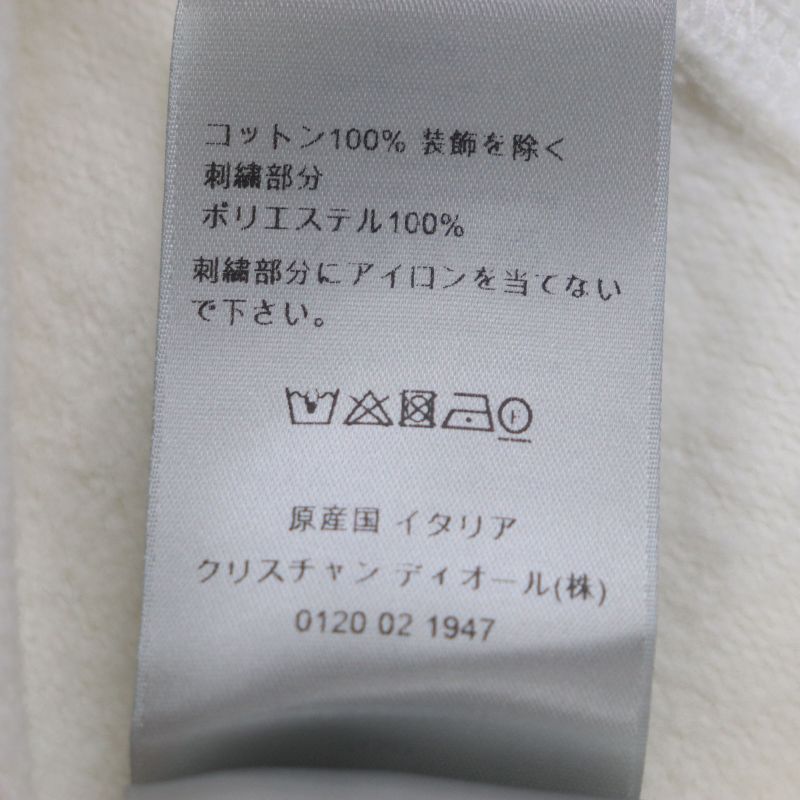 コットン100% 装飾を除く
刺繍部分
ポリエステル100%
刺繍部分にアイロンを当てない
で下さい。
原産国 イタリア
クリスチャン ディオール(株)
0120 02 1947